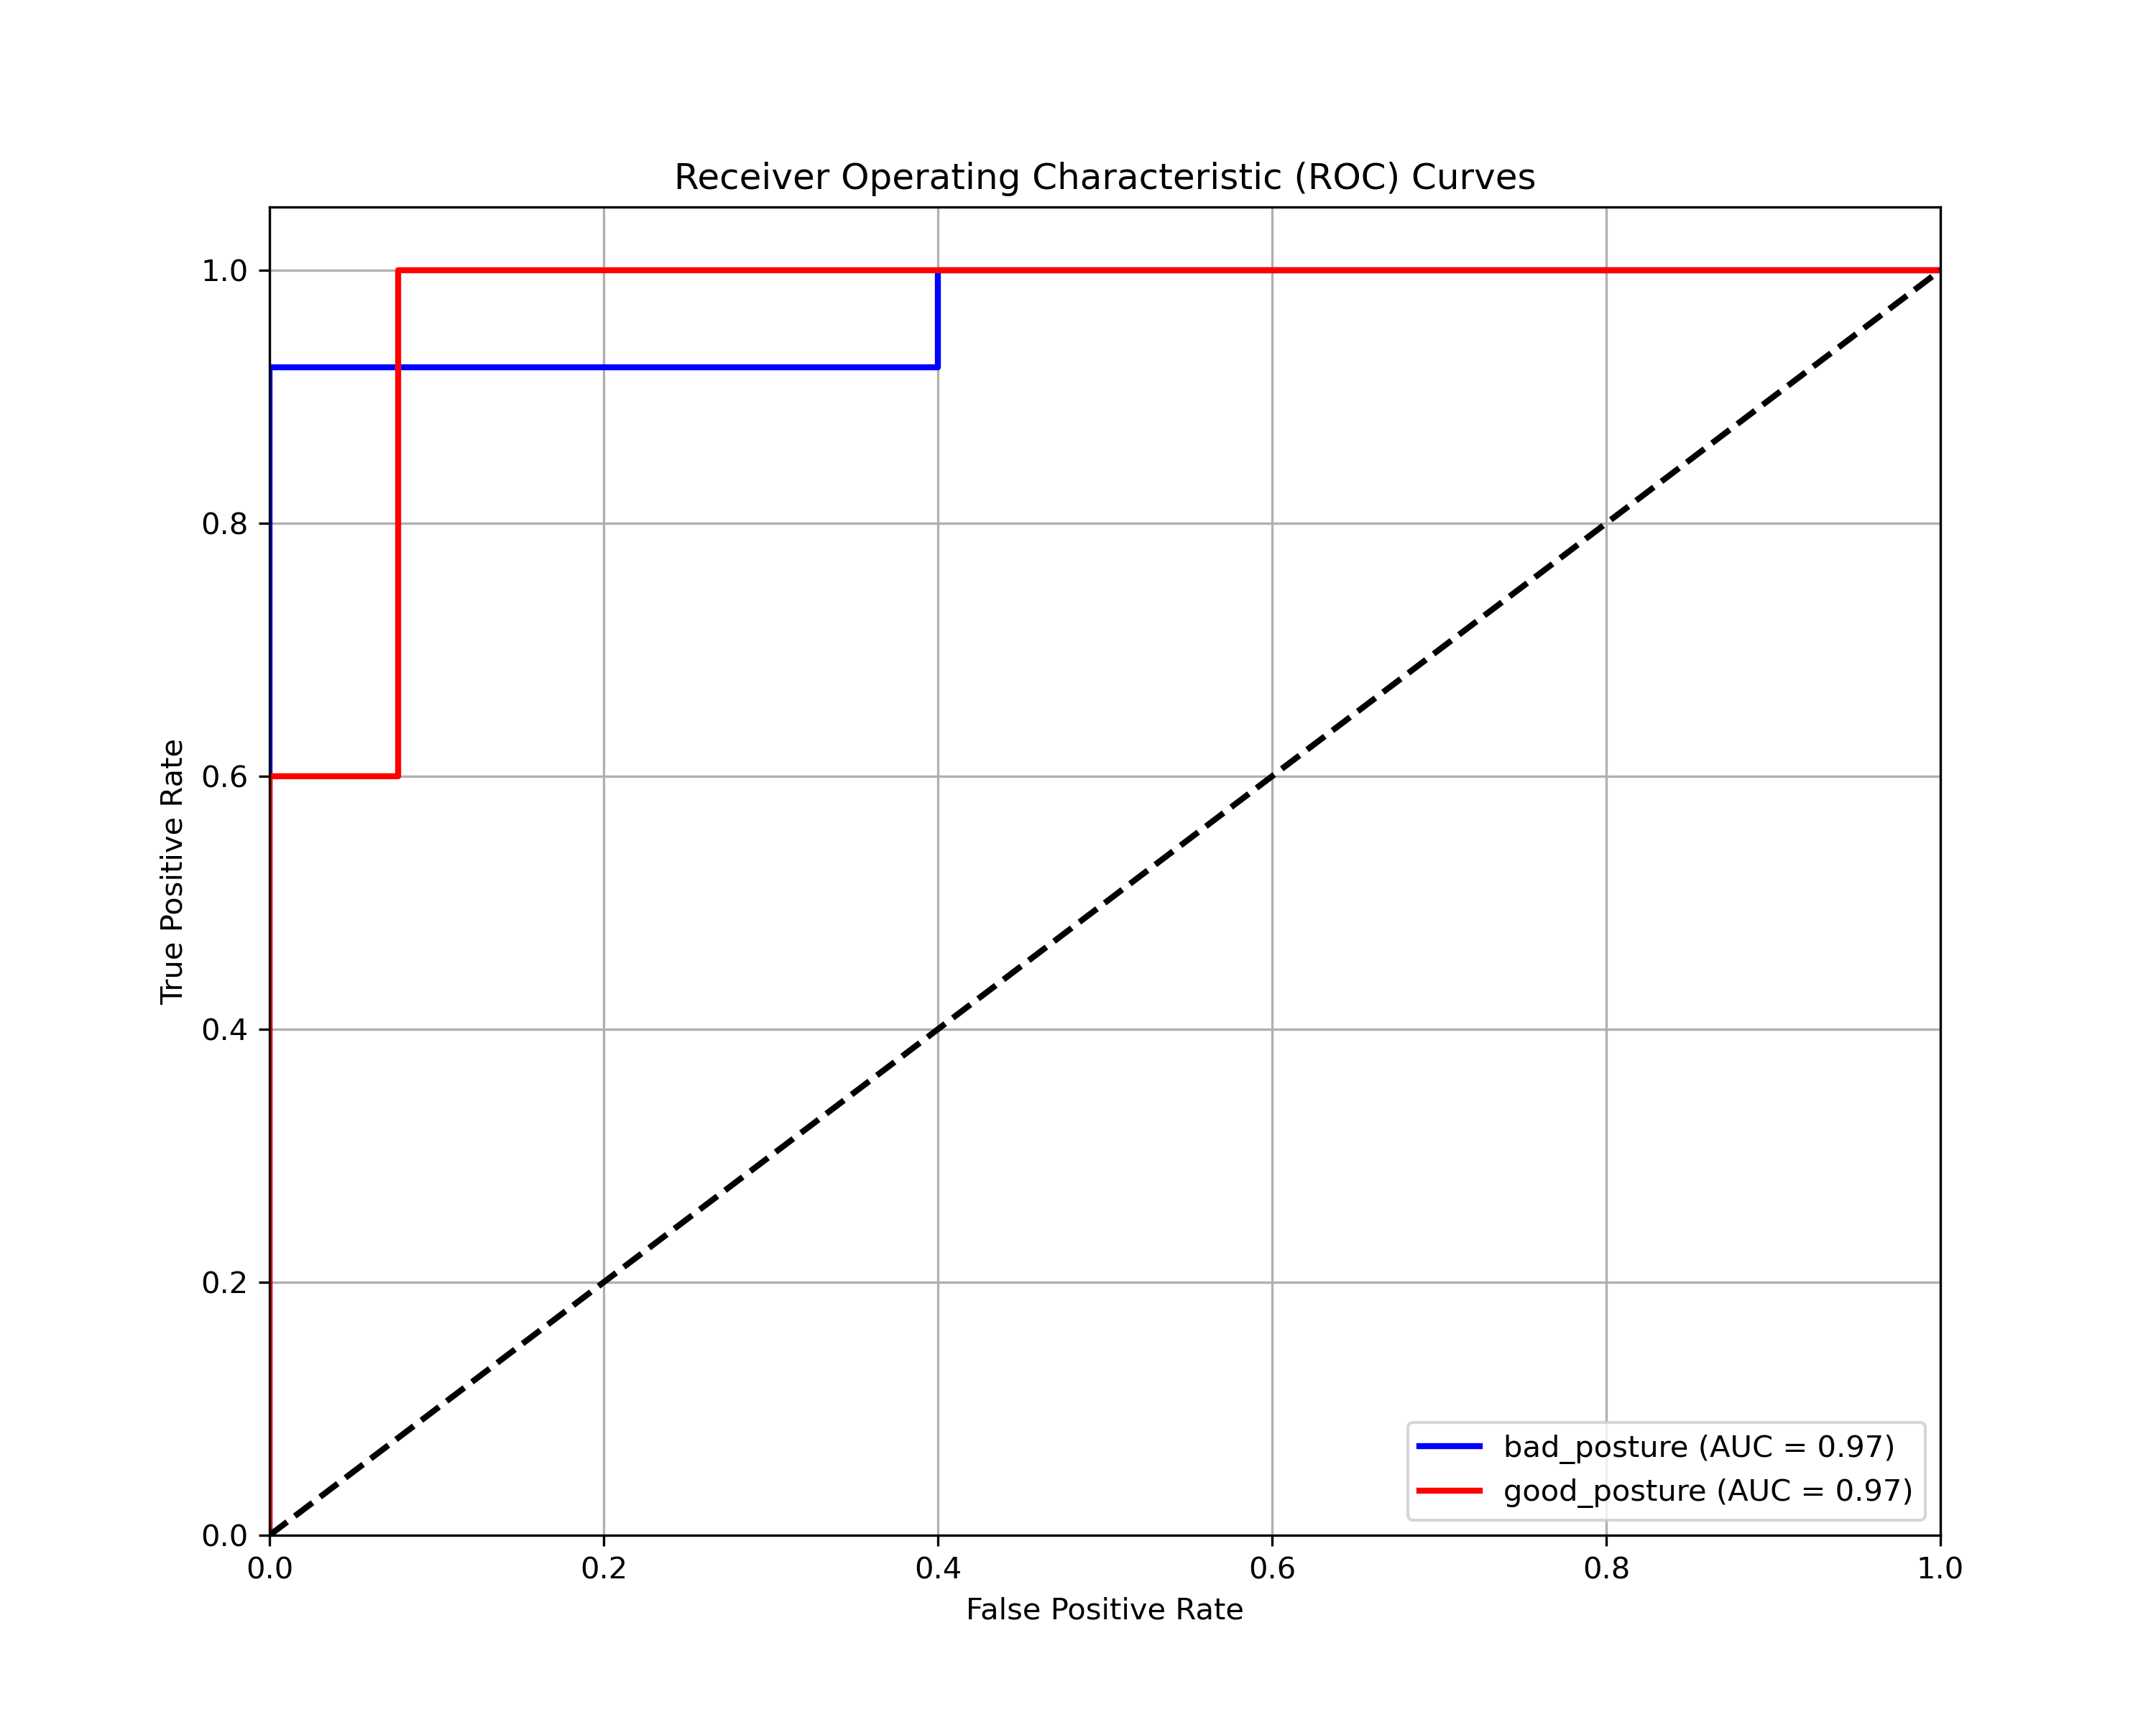 Receiver Operating Characteristic (ROC) Curves
True Positive Rate
1.0
0.8
0.6
0.4
0.2
0.0
0.0 0.2 0.4 0.6 0.8 1.0
False Positive Rate
bad_posture (AUC = 0.97)
good_posture (AUC = 0.97)